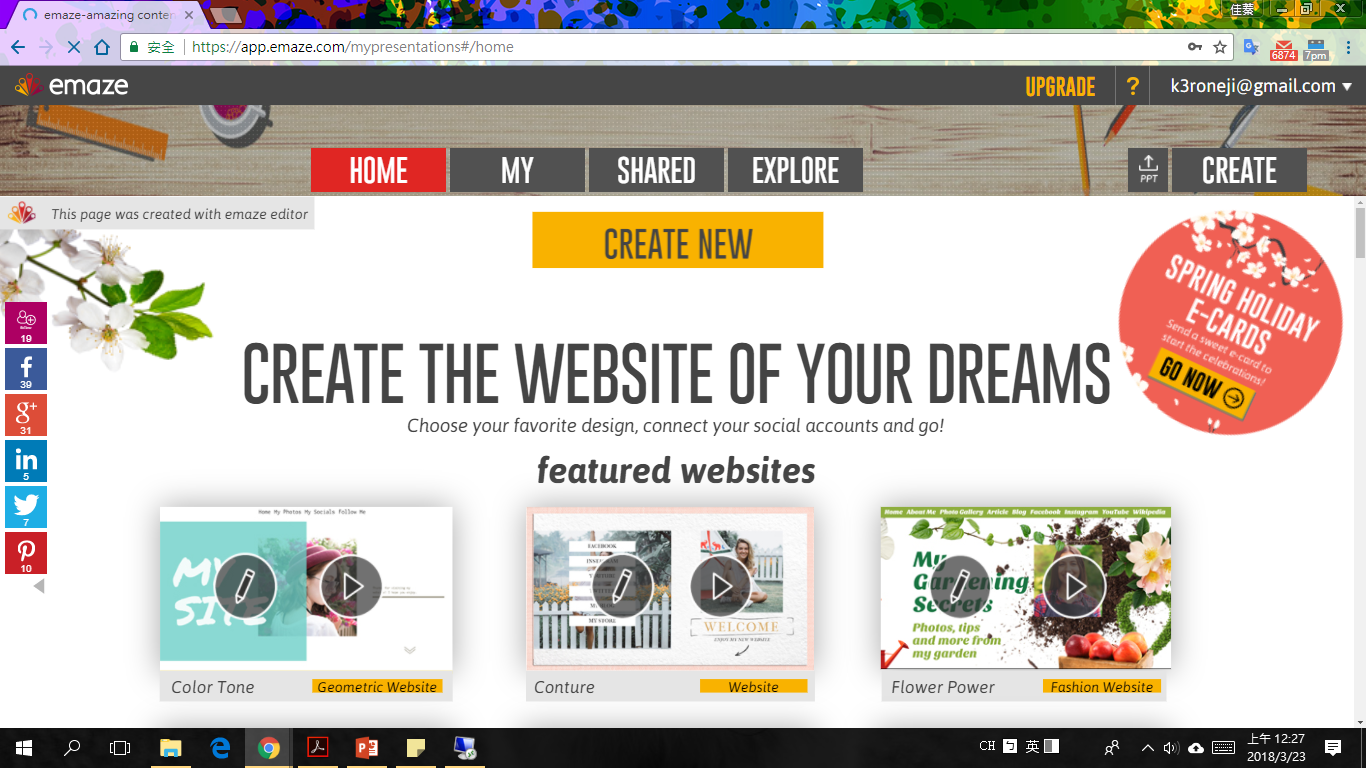 emaze-amazing conten
佳蓁
安全
https://app.emaze.com/mypresentations#/home
6874
7pm
emaze
UPGRADE
?
k3roneji@gmail.com
HOME
MY
SHARED
EXPLORE
PPT
CREATE
This page was created with emaze editor
CREATE NEW
SPRING HOLIDAY
E-CARDS
Send a sweet e-card to
start the celebrations!
GO NOW
follow
19
39
g+
31
in
5
7
10
CREATE THE WEBSITE OF YOUR DREAMS
Choose your favorite design, connect your social accounts and go!
featured websites
Home My Photos My Socials Follow Me
MY
SITE
Color Tone
Geometric Website
FACEBOOK
MY STORE
WELCOME
ENJOY MY NEW WEBSITE
Conture
Website
Home About Me Photo Gallery Article Blog Facebook Instagram YouTube Wikipedia
My
Gardening
Secrets
Photos, tips
and more from
my garden
Flower Power
Fashion Website
CH
英
上午 12:27
2018/3/23